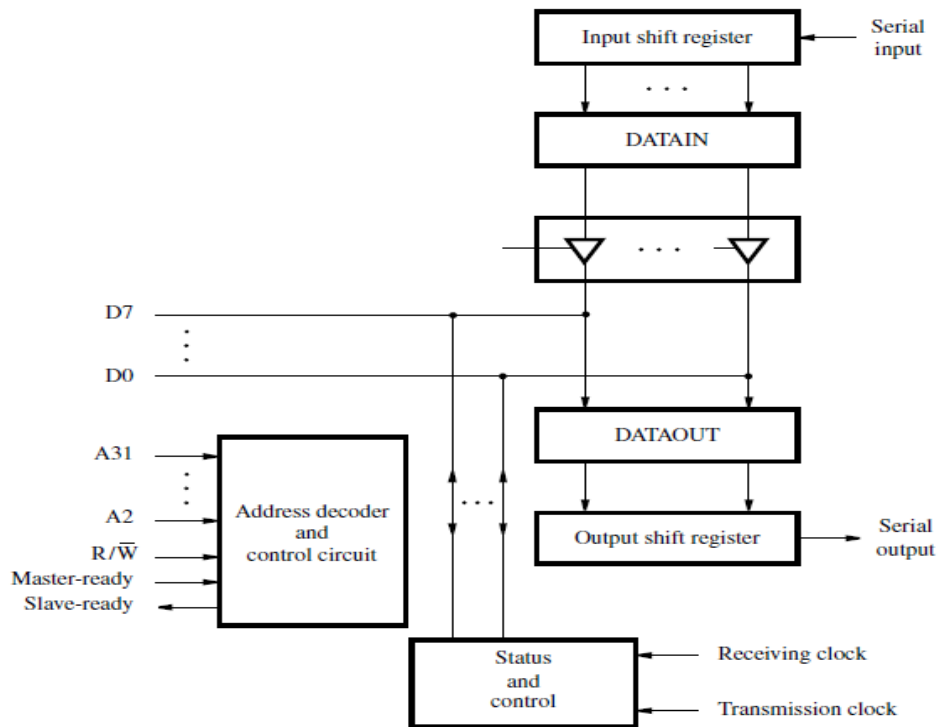 Input shift register
Serial
input
DATAIN
D7
D0
DATAOUT
A31
A2
R/W̅
Master-ready
Slave-ready
Address decoder
and
control circuit
Output shift register
Serial
output
Status
and
control
Receiving clock
Transmission clock